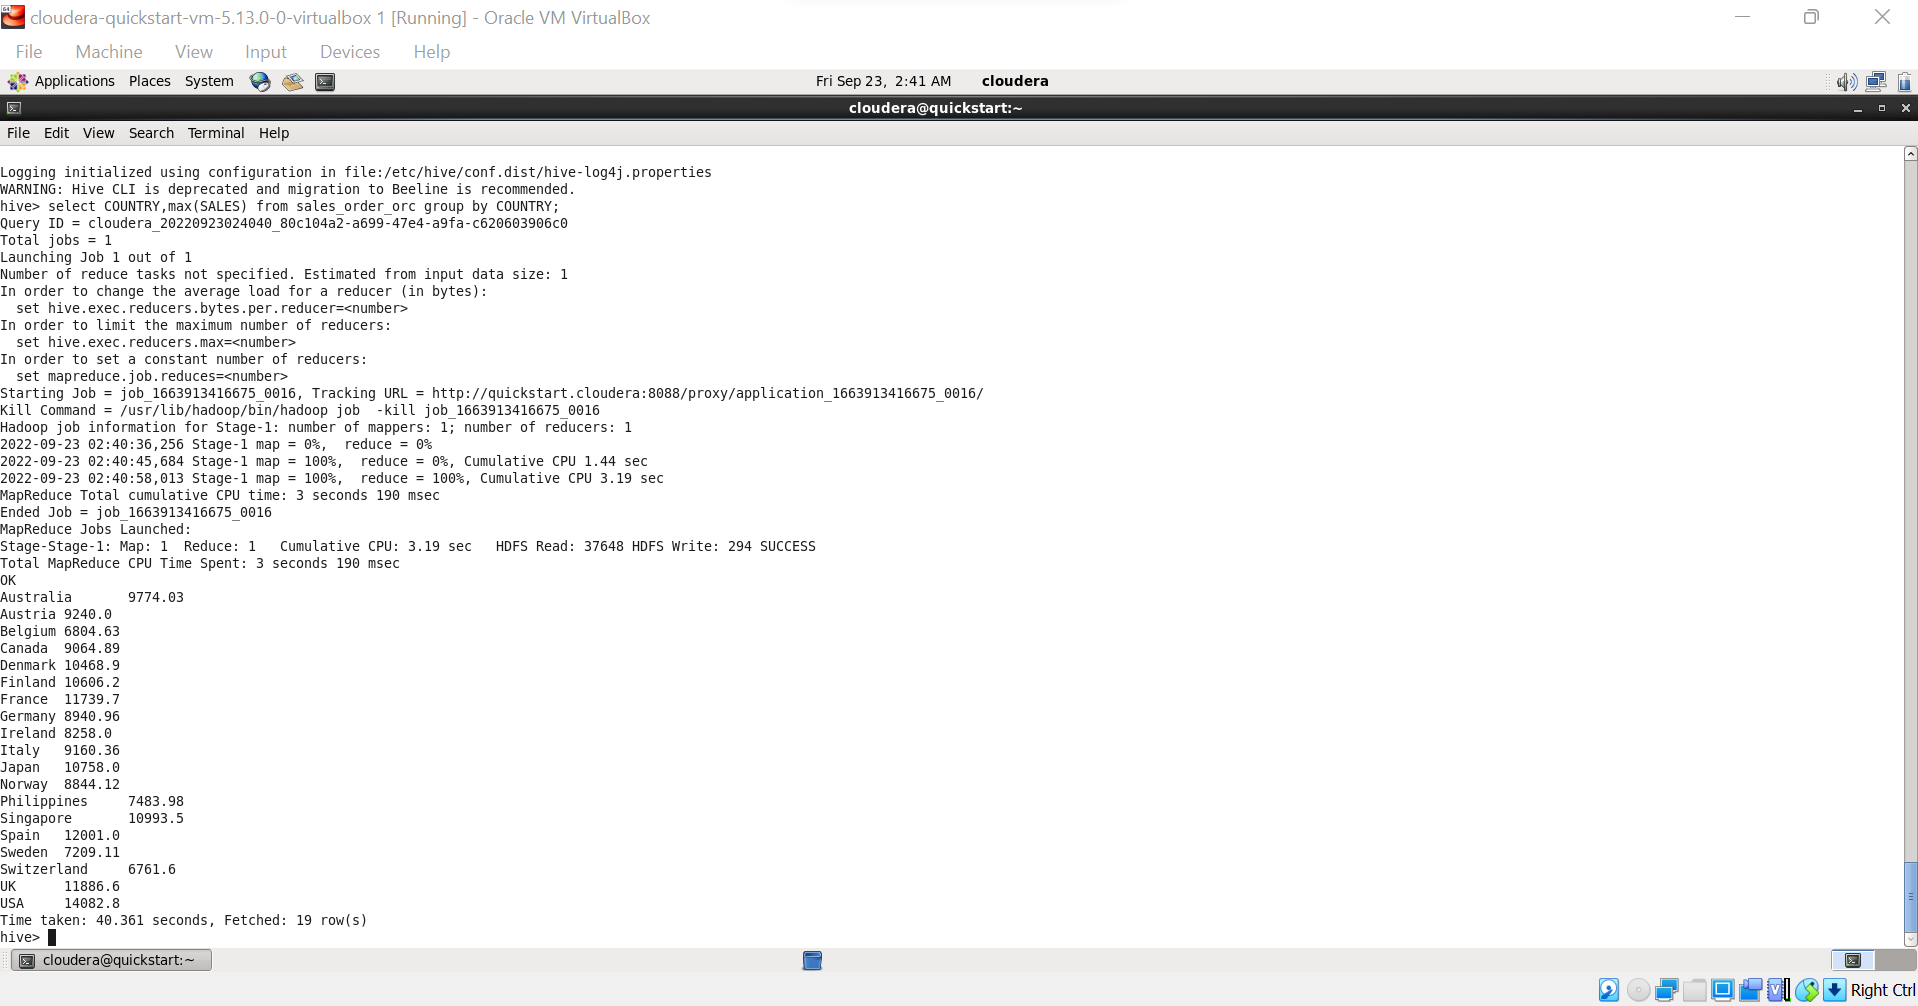 cloudera-quickstart-vm-5.13.0-0-virtualbox 1 [Running] - Oracle VM VirtualBox
File Machine View Input Devices Help
Applications Places System Fri Sep 23, 2:41 AM cloudera
cloudera@quickstart:~
File Edit View Search Terminal Help
Logging initialized using configuration in file:/etc/hive/conf.dist/hive-log4j.properties
WARNING: Hive CLI is deprecated and migration to Beeline is recommended.
hive> select COUNTRY,max(SALES) from sales_order_orc group by COUNTRY;
Query ID = cloudera_20220923024040_80c104a2-a699-47e4-a9fa-c620603906c0
Total jobs = 1
Launching Job 1 out of 1
Number of reduce tasks not specified. Estimated from input data size: 1
In order to change the average load for a reducer (in bytes):
  set hive.exec.reducers.bytes.per.reducer=<number>
In order to limit the maximum number of reducers:
  set hive.exec.reducers.max=<number>
In order to set a constant number of reducers:
  set mapreduce.job.reduces=<number>
Starting Job = job_1663913416675_0016, Tracking URL = http://quickstart.cloudera:8088/proxy/application_1663913416675_0016/
Kill Command = /usr/lib/hadoop/bin/hadoop job  -kill job_1663913416675_0016
Hadoop job information for Stage-1: number of mappers: 1; number of reducers: 1
2022-09-23 02:40:36,256 Stage-1 map = 0%,  reduce = 0%
2022-09-23 02:40:45,684 Stage-1 map = 100%,  reduce = 0%, Cumulative CPU 1.44 sec
2022-09-23 02:40:58,013 Stage-1 map = 100%,  reduce = 100%, Cumulative CPU 3.19 sec
MapReduce Total cumulative CPU time: 3 seconds 190 msec
Ended Job = job_1663913416675_0016
MapReduce Jobs Launched:
Stage-Stage-1: Map: 1  Reduce: 1   Cumulative CPU: 3.19 sec   HDFS Read: 37648 HDFS Write: 294 SUCCESS
Total MapReduce CPU Time Spent: 3 seconds 190 msec
OK
Australia       9774.03
Austria 9240.0
Belgium 6804.63
Canada  9064.89
Denmark 10468.9
Finland 10606.2
France  11739.7
Germany 8940.96
Ireland 8258.0
Italy   9160.36
Japan   10758.0
Norway  8844.12
Philippines     7483.98
Singapore       10993.5
Spain   12001.0
Sweden  7209.11
Switzerland     6761.6
UK      11886.6
USA     14082.8
Time taken: 40.361 seconds, Fetched: 19 row(s)
hive>
cloudera@quickstart:~
Right Ctrl